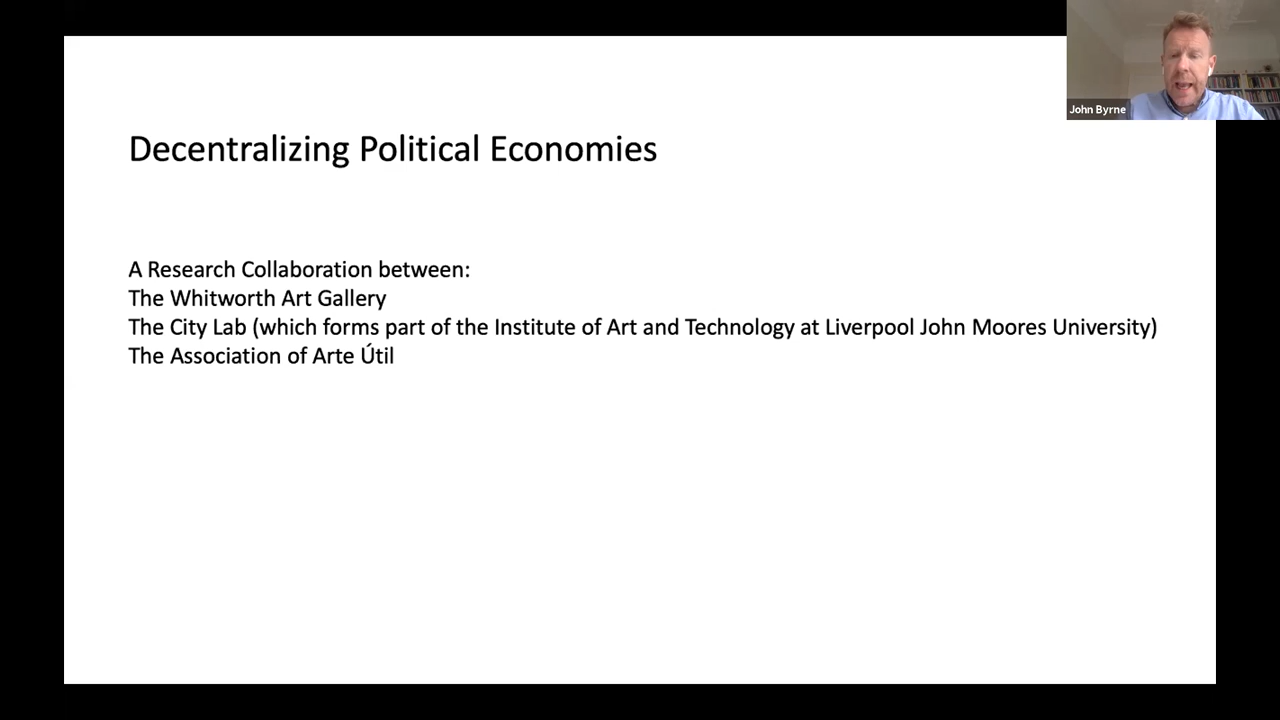 John Byrne
Decentralizing Political Economies
A Research Collaboration between:
The Whitworth Art Gallery
The City Lab (which forms part of the Institute of Art and Technology at Liverpool John Moores University)
The Association of Arte Útil